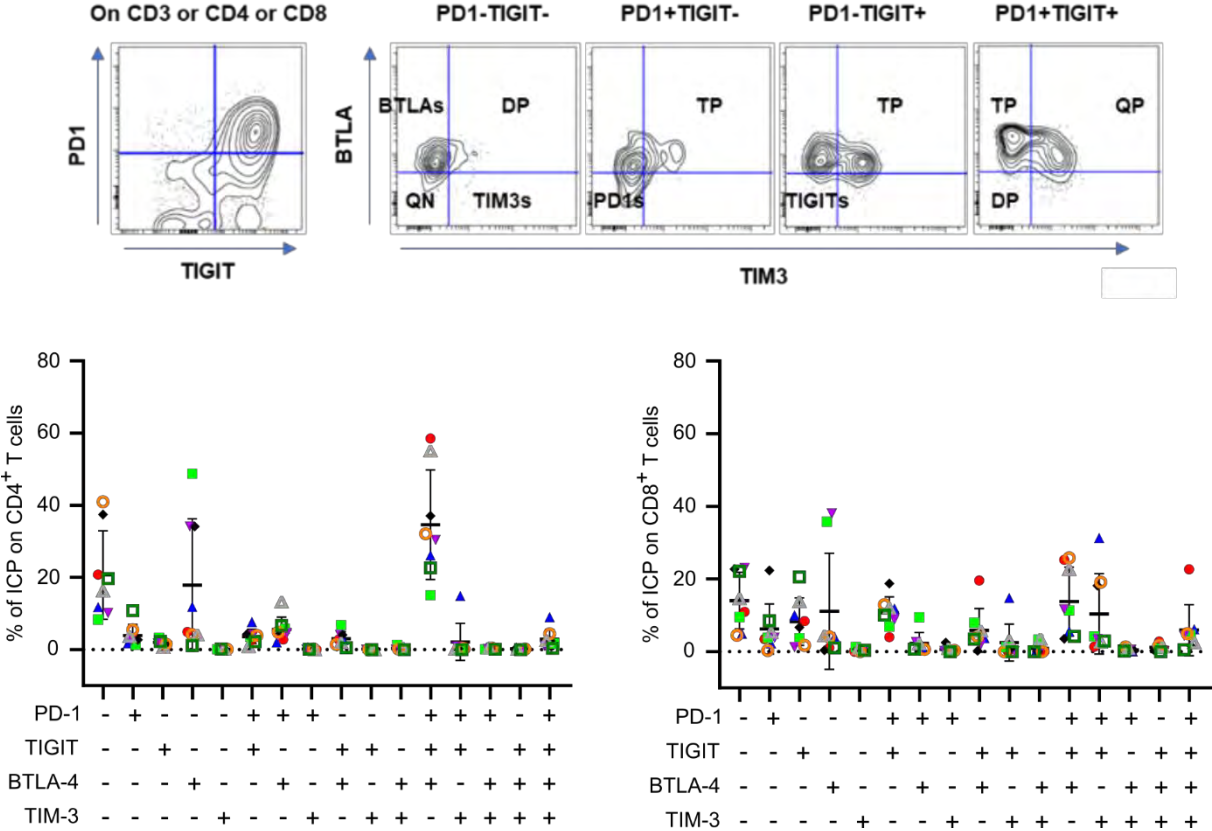 On CD3 or CD4 or CD8
PD1-TIGIT-
PD1+TIGIT-
PD1-TIGIT+
PD1+TIGIT+
PD1
TIGIT
BTLA
BTLAs
DP
QN
TIM3s
TP
PD1s
TP
TIGITs
TP
QP
DP
TIM3
% of ICP on CD4+ T cells
80
60
40
20
0
PD-1 - + - - - + + + - - - + + + - +
TIGIT - - + - - + - - + + - + + - + +
BTLA-4 - - - + - - + - + - + + - + + +
TIM-3 - - - - + - - + - + + - + + + +
% of ICP on CD8+ T cells
80
60
40
20
0
PD-1 - + - - - + + + - - - + + + - +
TIGIT - - + - - + - - + + - + + - + +
BTLA-4 - - - + - - + - + - + + - + + +
TIM-3 - - - - + - - + - + + - + + + +